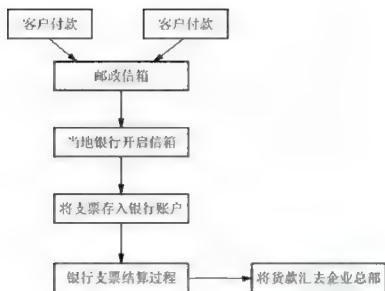 客户付款
客户付款
邮政信箱
当地银行开启信箱
将支票存入银行账户
银行支票结算过程
将货款汇去企业总部